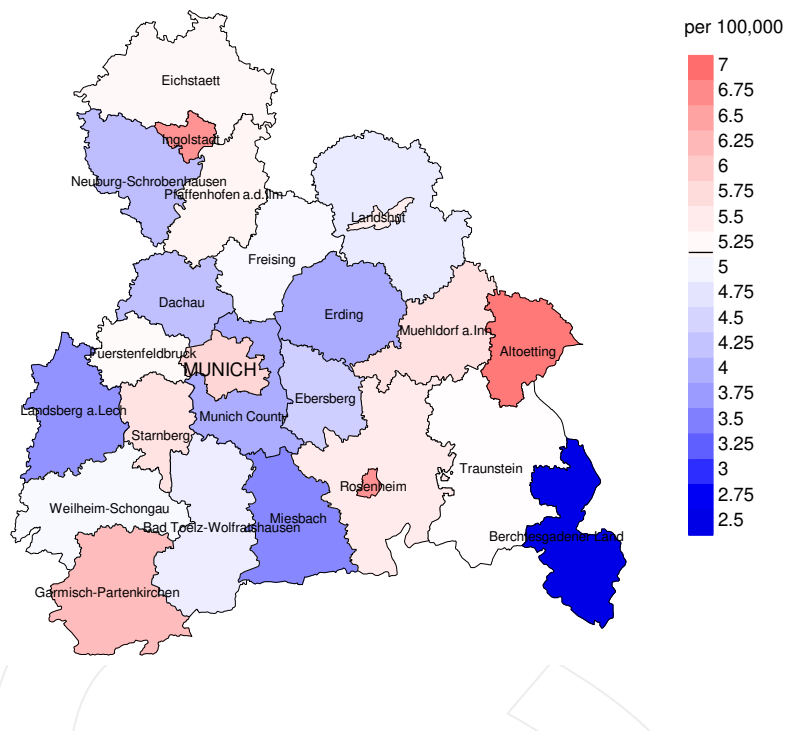 per 100,000
7
6.75
6.5
6.25
6
5.75
5.5
5.25
5
4.75
4.5
4.25
4
3.75
3.5
3.25
3
2.75
2.5
Eichstaett
Ingolstadt
Neuburg-Schrobenhausen
Pfaffenhofen a.d.Ilm
Landshut
Freising
Dachau
Erding
Muehldorf a.Inn
Fuerstenfeldbruck
Altoetting
MUNICH
Ebersberg
Landsberg a.Lech
Munich County
Starnberg
Traunstein
Rosenheim
Weilheim-Schongau
Miesbach
Bad Toelz-Wolfratshausen
Berchtesgadener Land
Garmisch-Partenkirchen